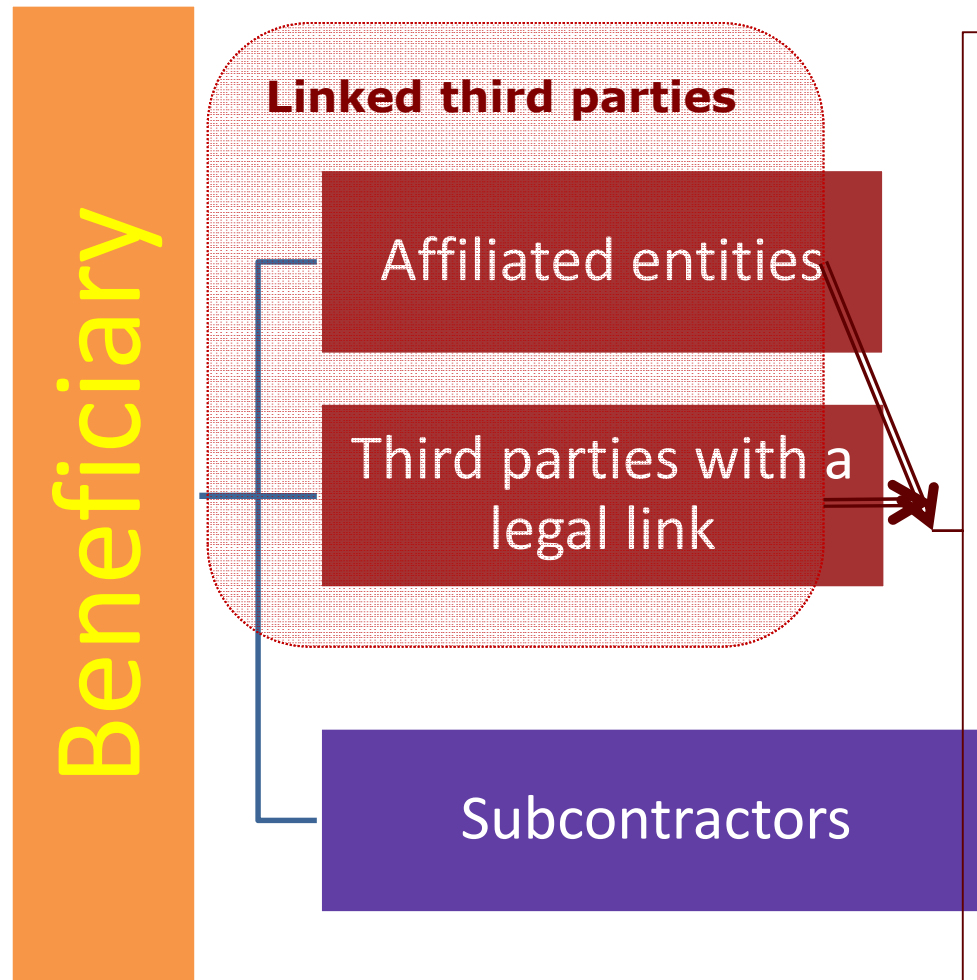 Beneficiary
Linked third parties
Affiliated entities
Third parties with a
legal link
Subcontractors